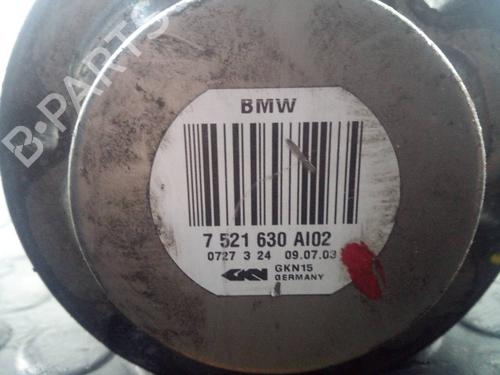 B-PARTS
BMW
7 521 630 AI02
0727 3 24 09.07.03
GKN GKN15
GERMANY